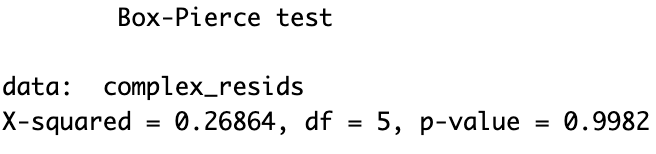 Box-Pierce test
data:  complex_resids
X-squared = 0.26864, df = 5, p-value = 0.9982